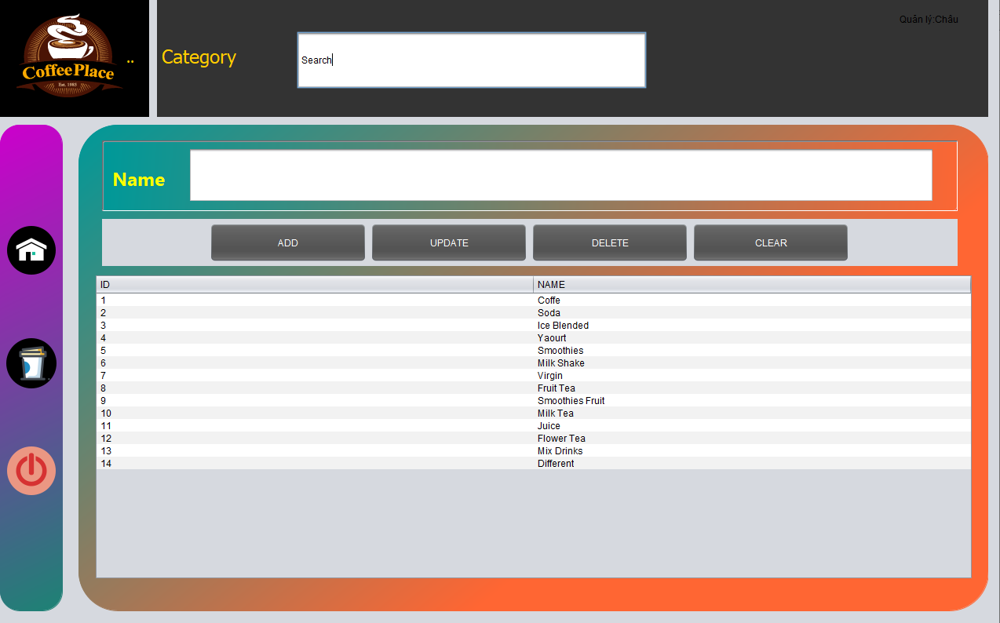 Quản lý:Châu
CoffeePlace
Est. 1985
..
Category
Search
Name
ADD UPDATE DELETE CLEAR
ID NAME
1 Coffe
2 Soda
3 Ice Blended
4 Yaourt
5 Smoothies
6 Milk Shake
7 Virgin
8 Fruit Tea
9 Smoothies Fruit
10 Milk Tea
11 Juice
12 Flower Tea
13 Mix Drinks
14 Different